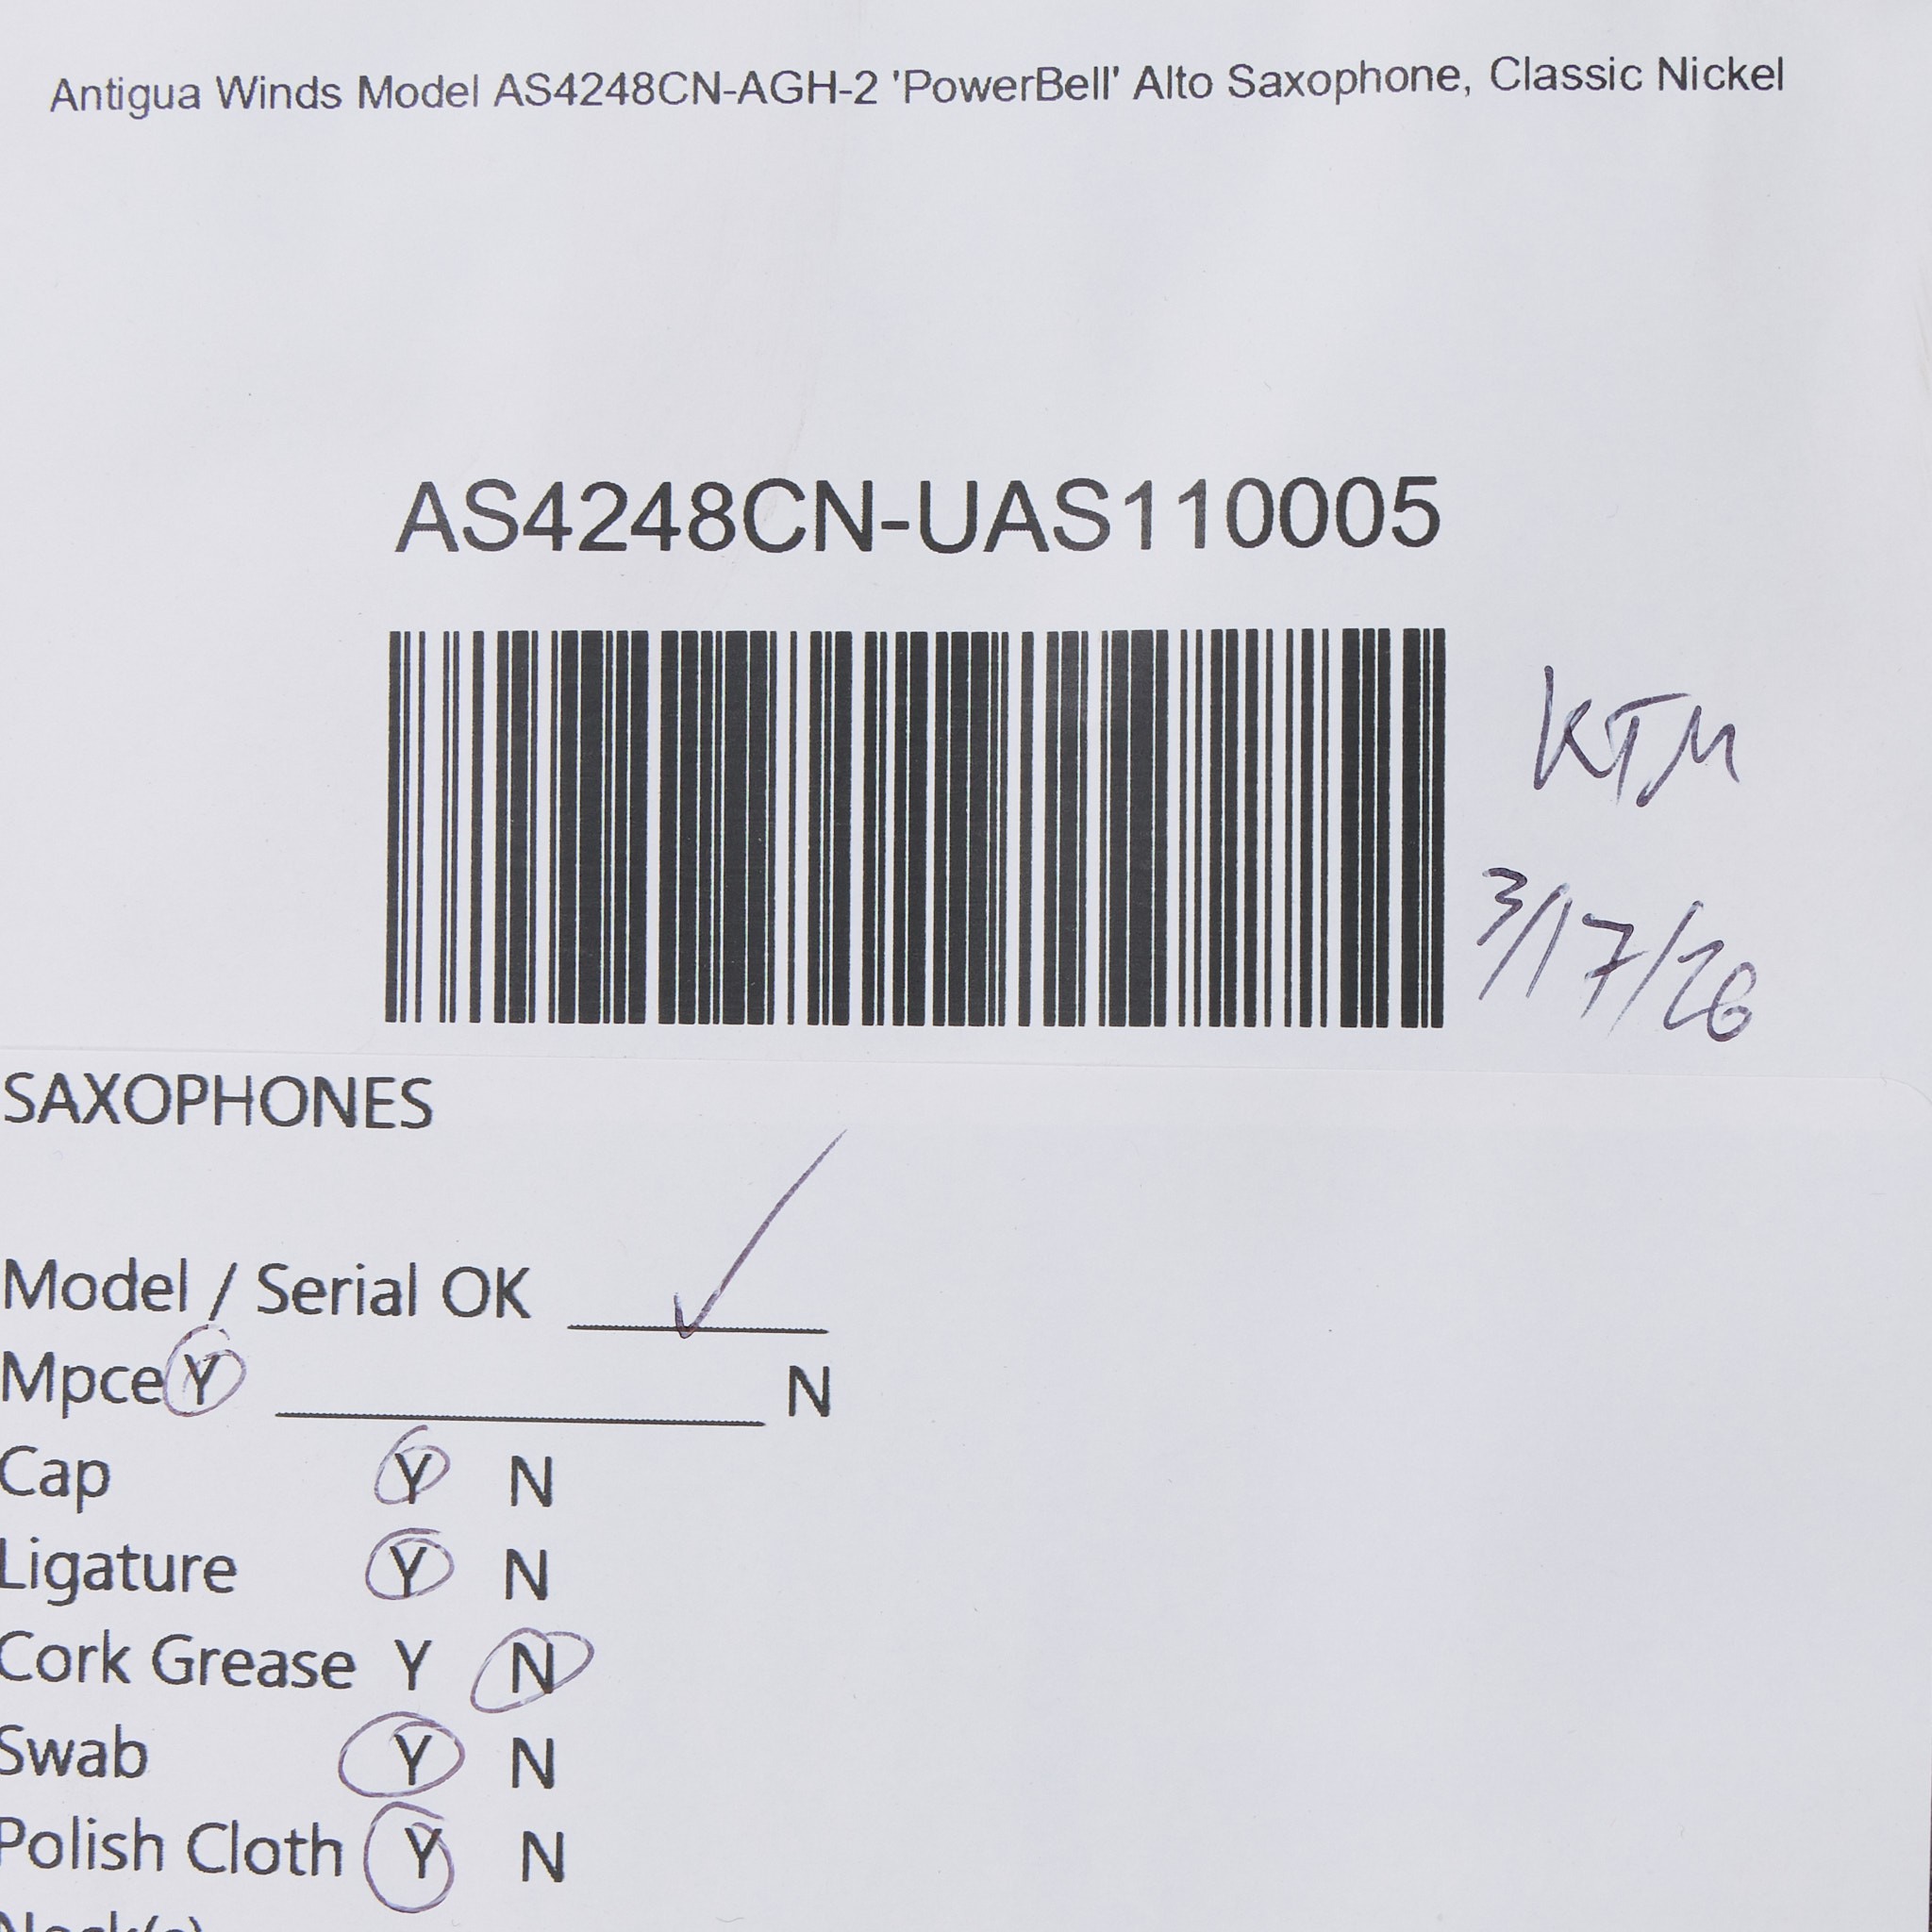 Antigua Winds Model AS4248CN-AGH-2 'PowerBell' Alto Saxophone, Classic Nickel
AS4248CN-UAS110005
KTM
3/17/26
SAXOPHONES
Model / Serial OK ✓
Mpce Y N
Cap Y N
Ligature Y N
Cork Grease Y N
Swab Y N
Polish Cloth Y N
Neck(s)